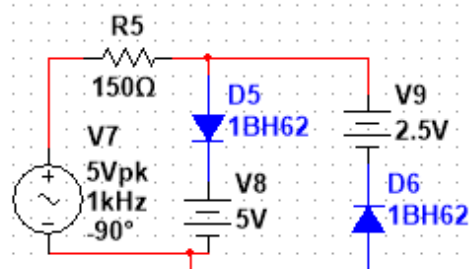 R5
150Ω
D5
1BH62
V9
2.5V
V7
5Vpk
1kHz
-90°
V8
5V
D6
1BH62